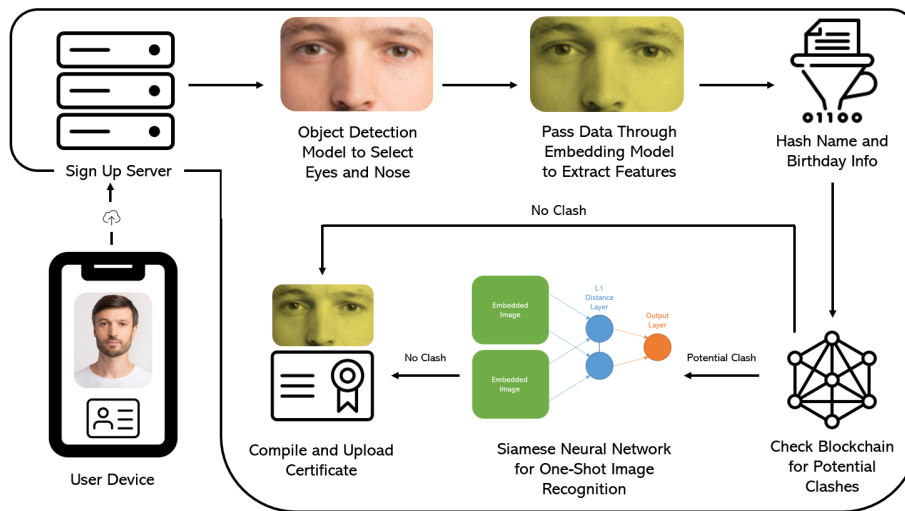 Sign Up Server
Object Detection
Model to Select
Eyes and Nose
Pass Data Through
Embedding Model
to Extract Features
01100
Hash Name and
Birthday Info
No Clash
User Device
No Clash
Compile and Upload
Certificate
Embedded
Image
Embedded
Image
L1
Distance
Layer
Output
Layer
Siamese Neural Network
for One-Shot Image
Recognition
Potential Clash
Check Blockchain
for Potential
Clashes